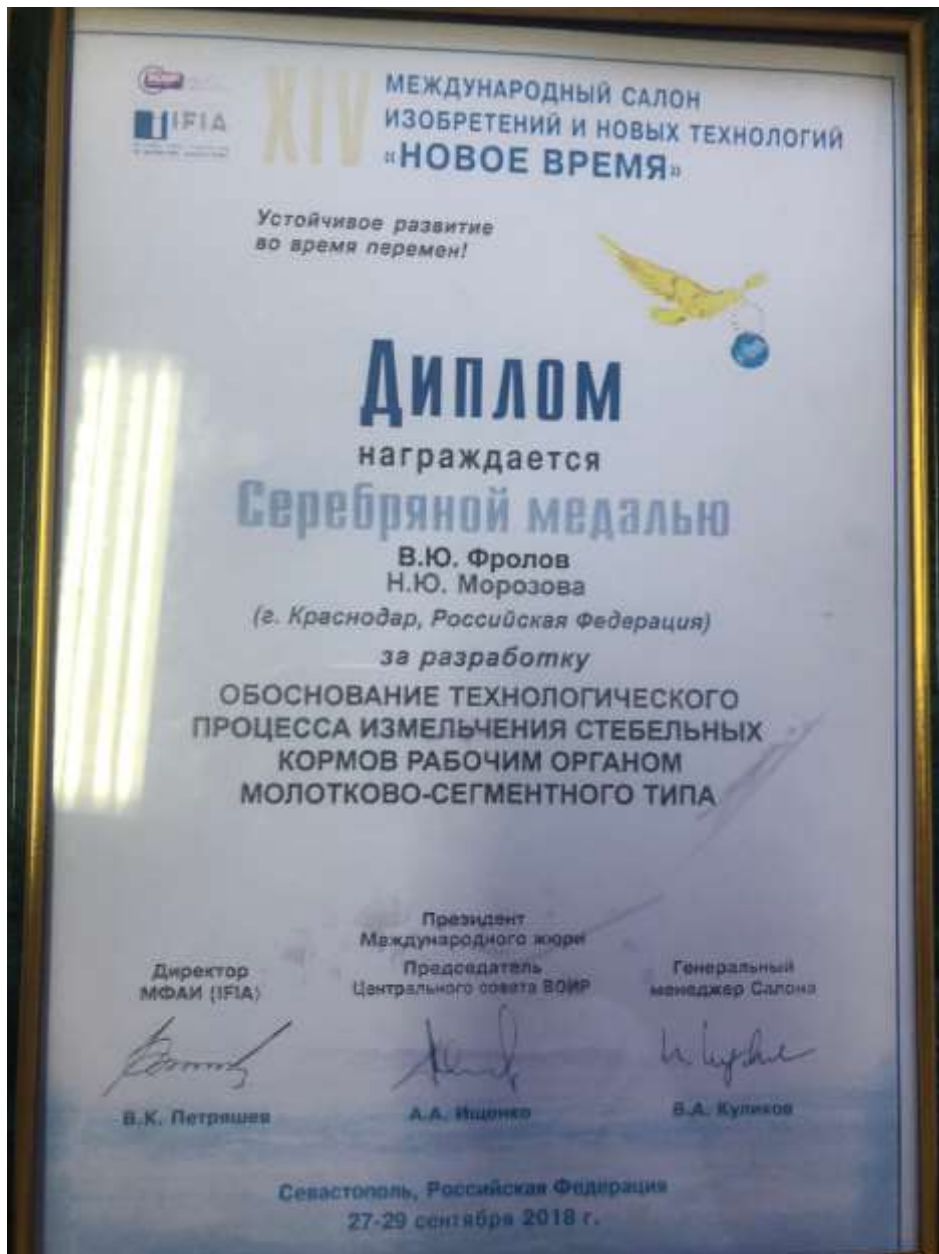 ВОИР
IFIA
XIV
МЕЖДУНАРОДНЫЙ САЛОН
ИЗОБРЕТЕНИЙ И НОВЫХ ТЕХНОЛОГИЙ
«НОВОЕ ВРЕМЯ»
Устойчивое развитие
во время перемен!
Диплом
награждается
Серебряной медалью
В.Ю. Фролов
Н.Ю. Морозова
(г. Краснодар, Российская Федерация)
за разработку
ОБОСНОВАНИЕ ТЕХНОЛОГИЧЕСКОГО
ПРОЦЕССА ИЗМЕЛЬЧЕНИЯ СТЕБЕЛЬНЫХ
КОРМОВ РАБОЧИМ ОРГАНОМ
МОЛОТКОВО-СЕГМЕНТНОГО ТИПА
Директор
МФАИ (IFIA)
В.К. Петряшев
Президент
Международного жюри
Председатель
Центрального совета ВОИР
А.А. Ищенко
Генеральный
менеджер Салона
В.А. Куликов
Севастополь, Российская Федерация
27-29 сентября 2018 г.